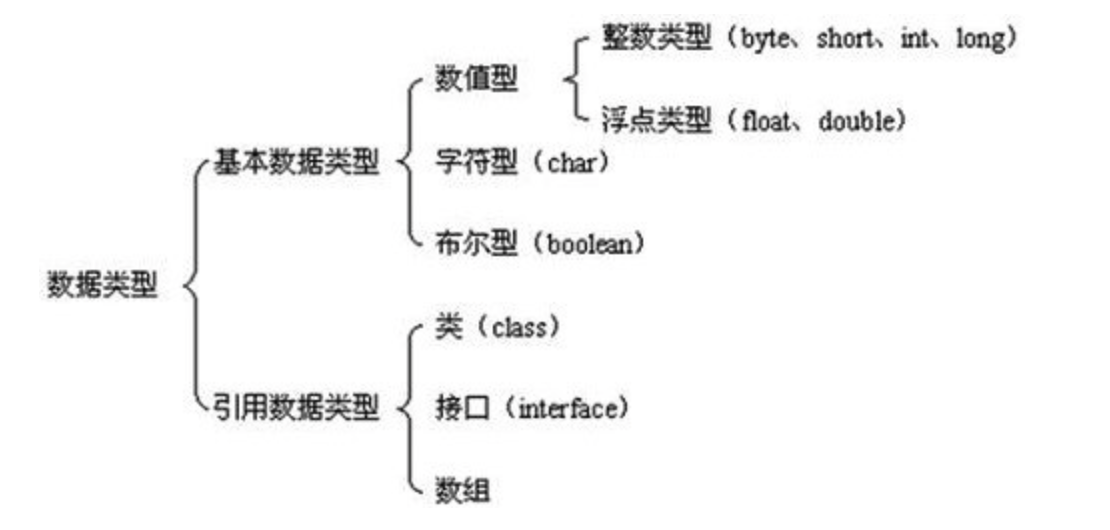 整数类型（byte、short、int、long）
数值型
浮点类型（float、double）
基本数据类型
字符型（char）
布尔型（boolean）
数据类型
类（class）
引用数据类型
接口（interface）
数组